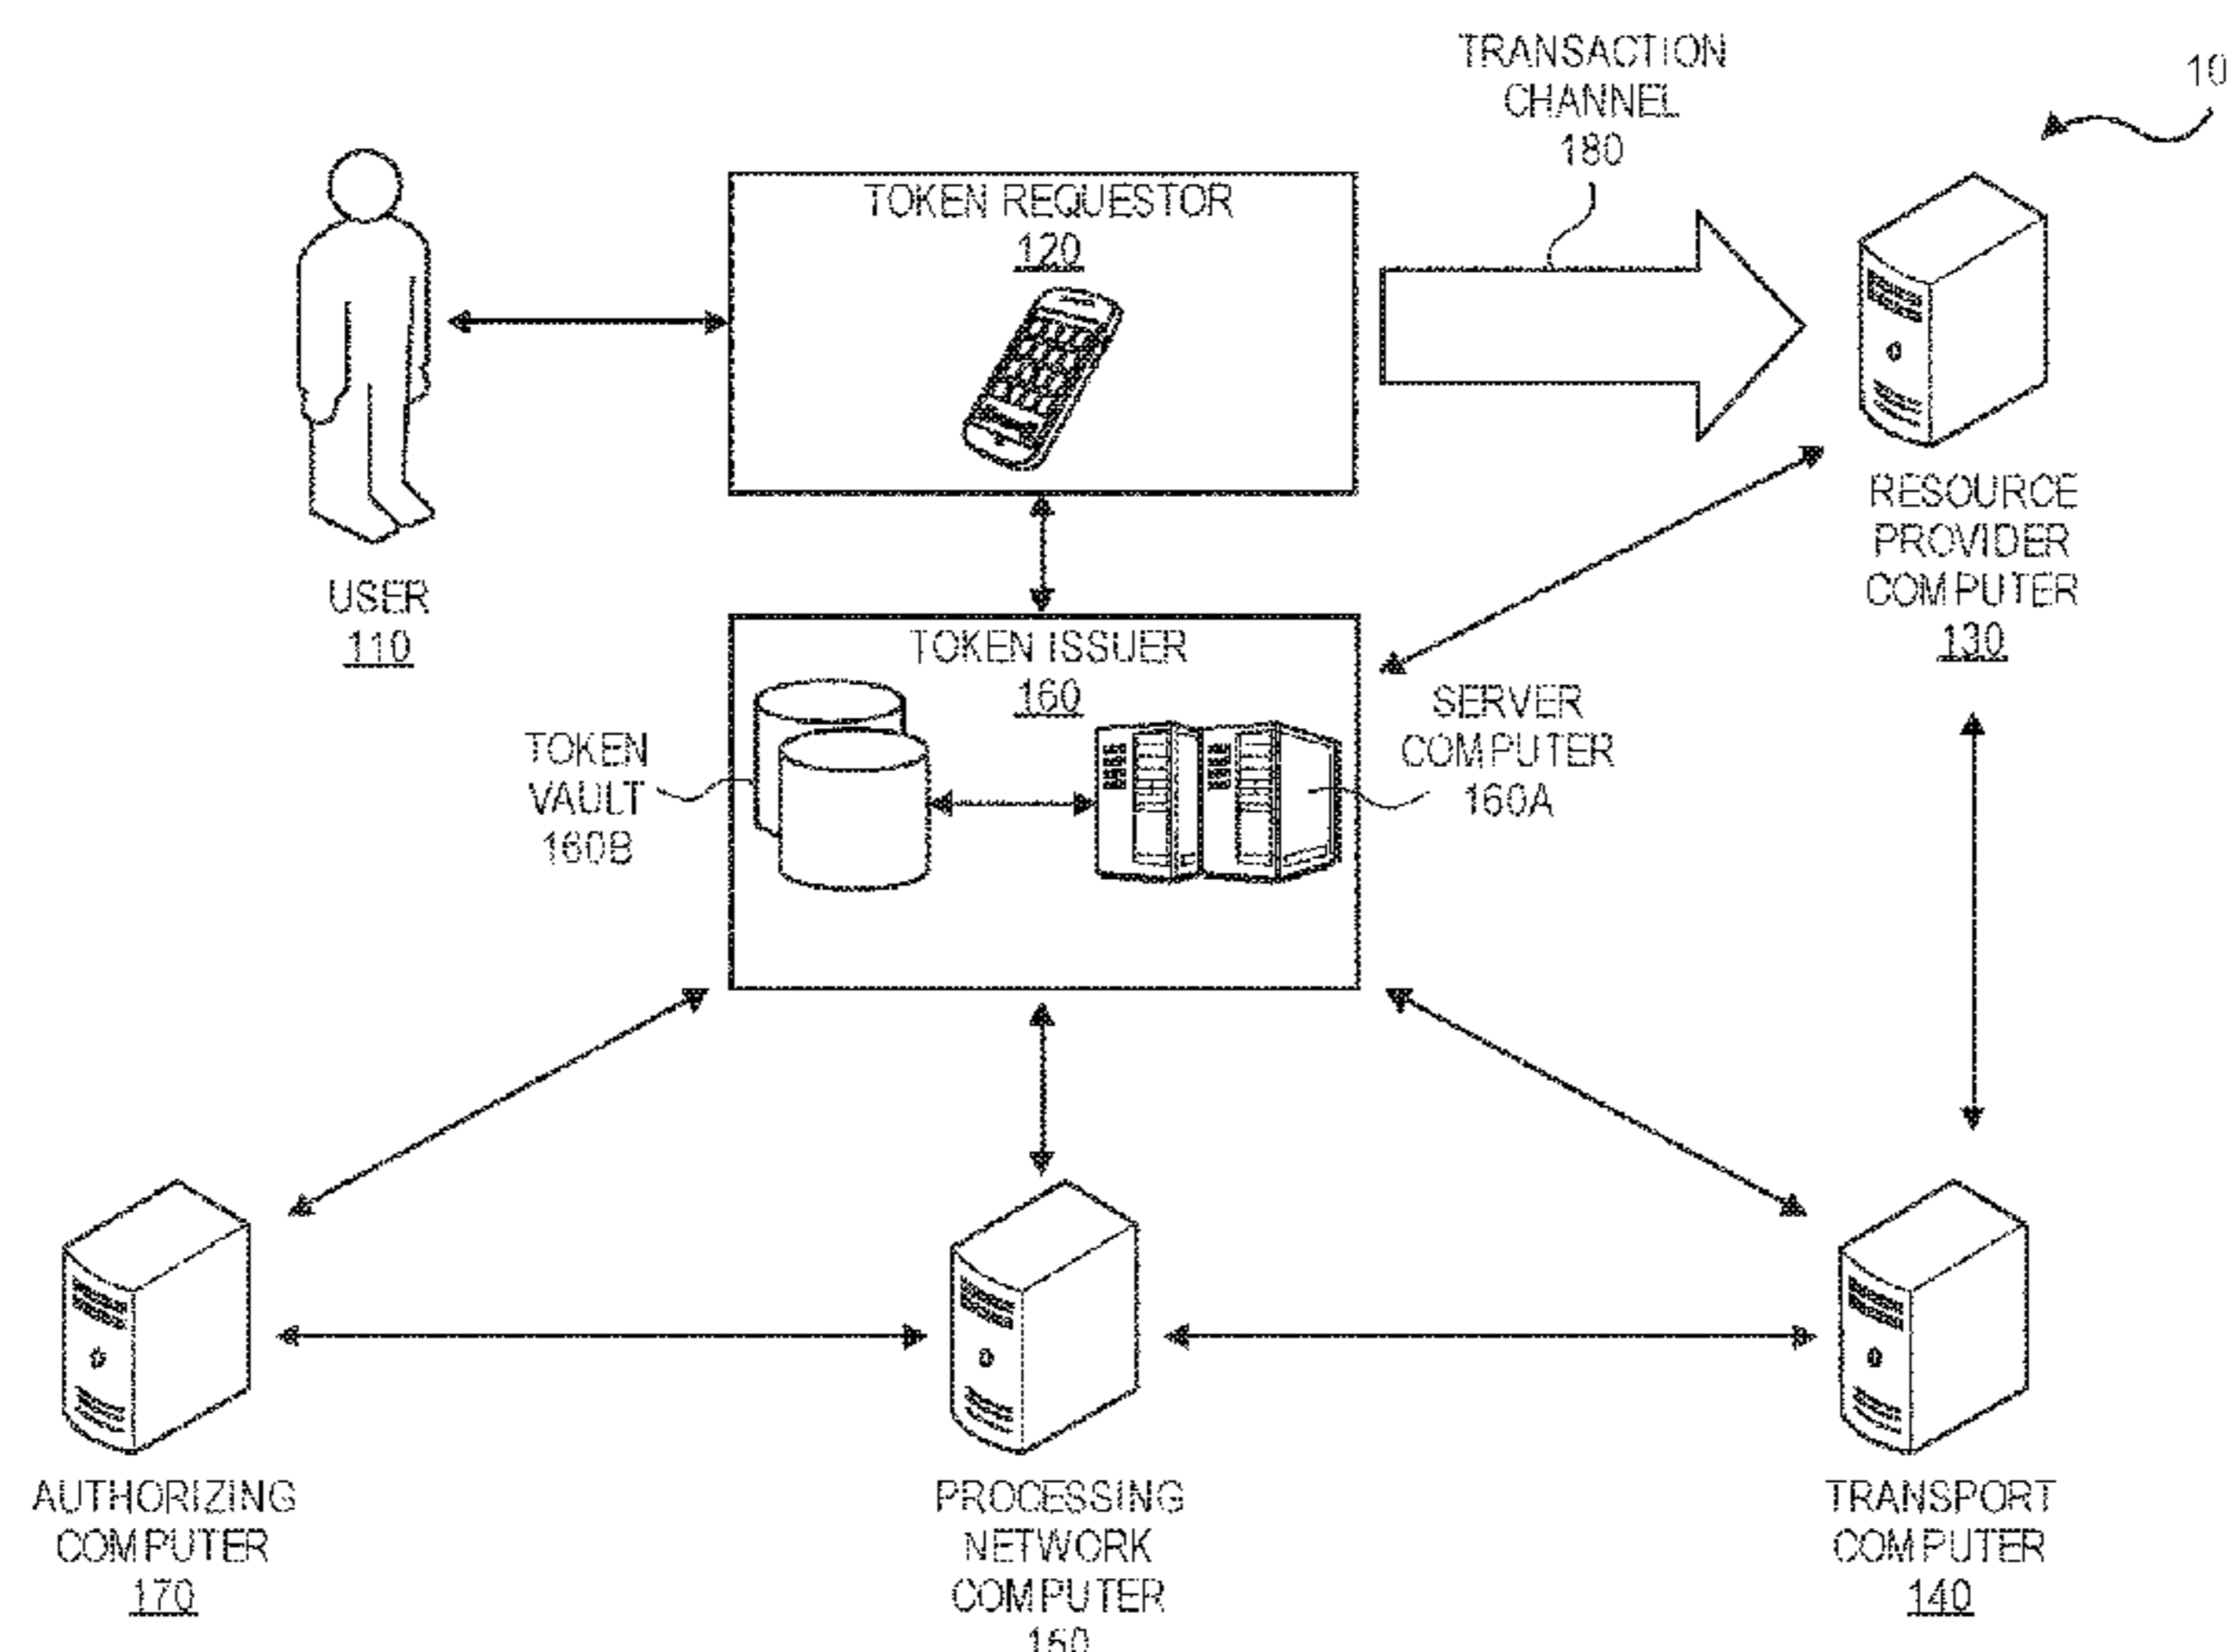 TRANSACTION
CHANNEL
180
10
TOKEN REQUESTOR
120
USER
110
RESOURCE
PROVIDER
COMPUTER
130
TOKEN ISSUER
160
TOKEN
VAULT
160B
SERVER
COMPUTER
160A
AUTHORIZING
COMPUTER
170
PROCESSING
NETWORK
COMPUTER
TRANSPORT
COMPUTER
140